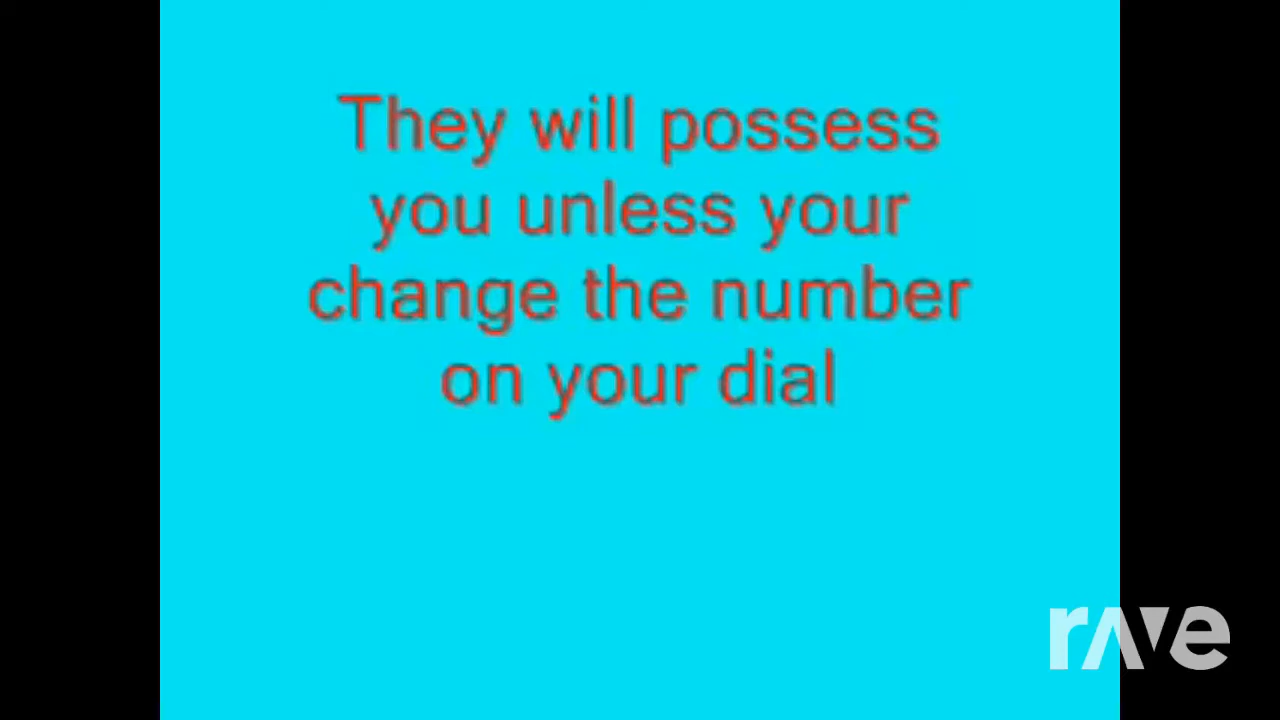 They will possess
you unless your
change the number
on your dial
rave